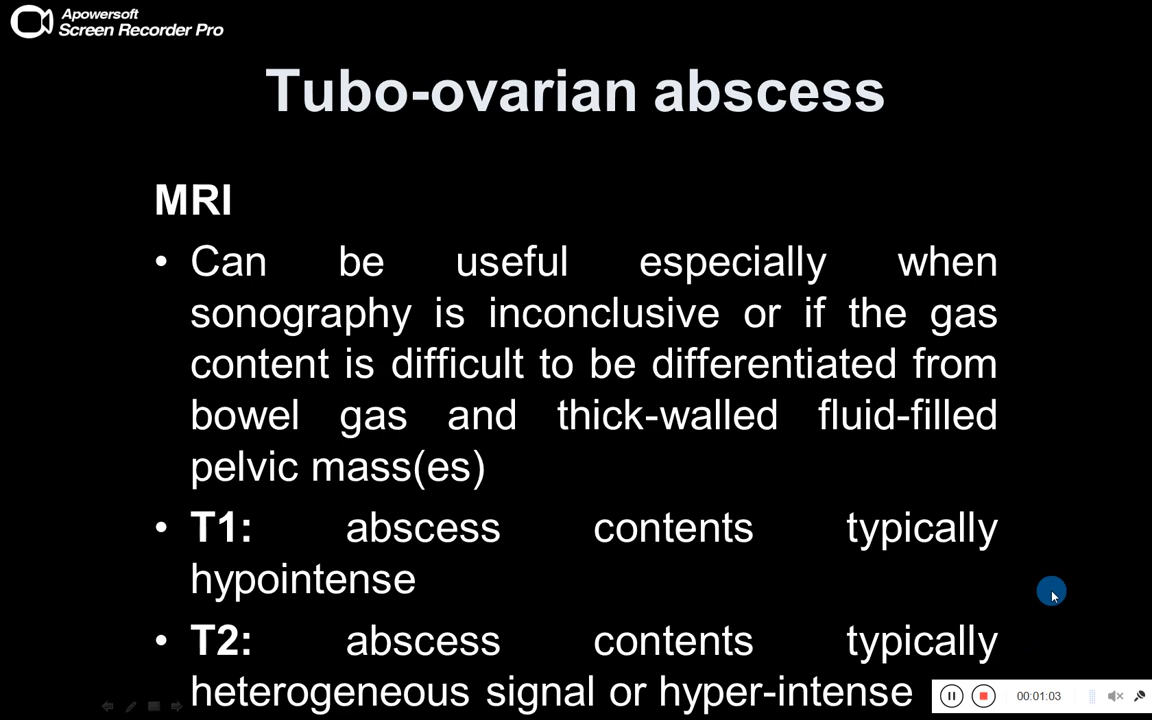 Apowersoft
Screen Recorder Pro
Tubo-ovarian abscess
MRI
• Can be useful especially when
sonography is inconclusive or if the gas
content is difficult to be differentiated from
bowel gas and thick-walled fluid-filled
pelvic mass(es)
• T1: abscess contents typically
hypointense
• T2: abscess contents typically
heterogeneous signal or hyper-intense
00:01:03